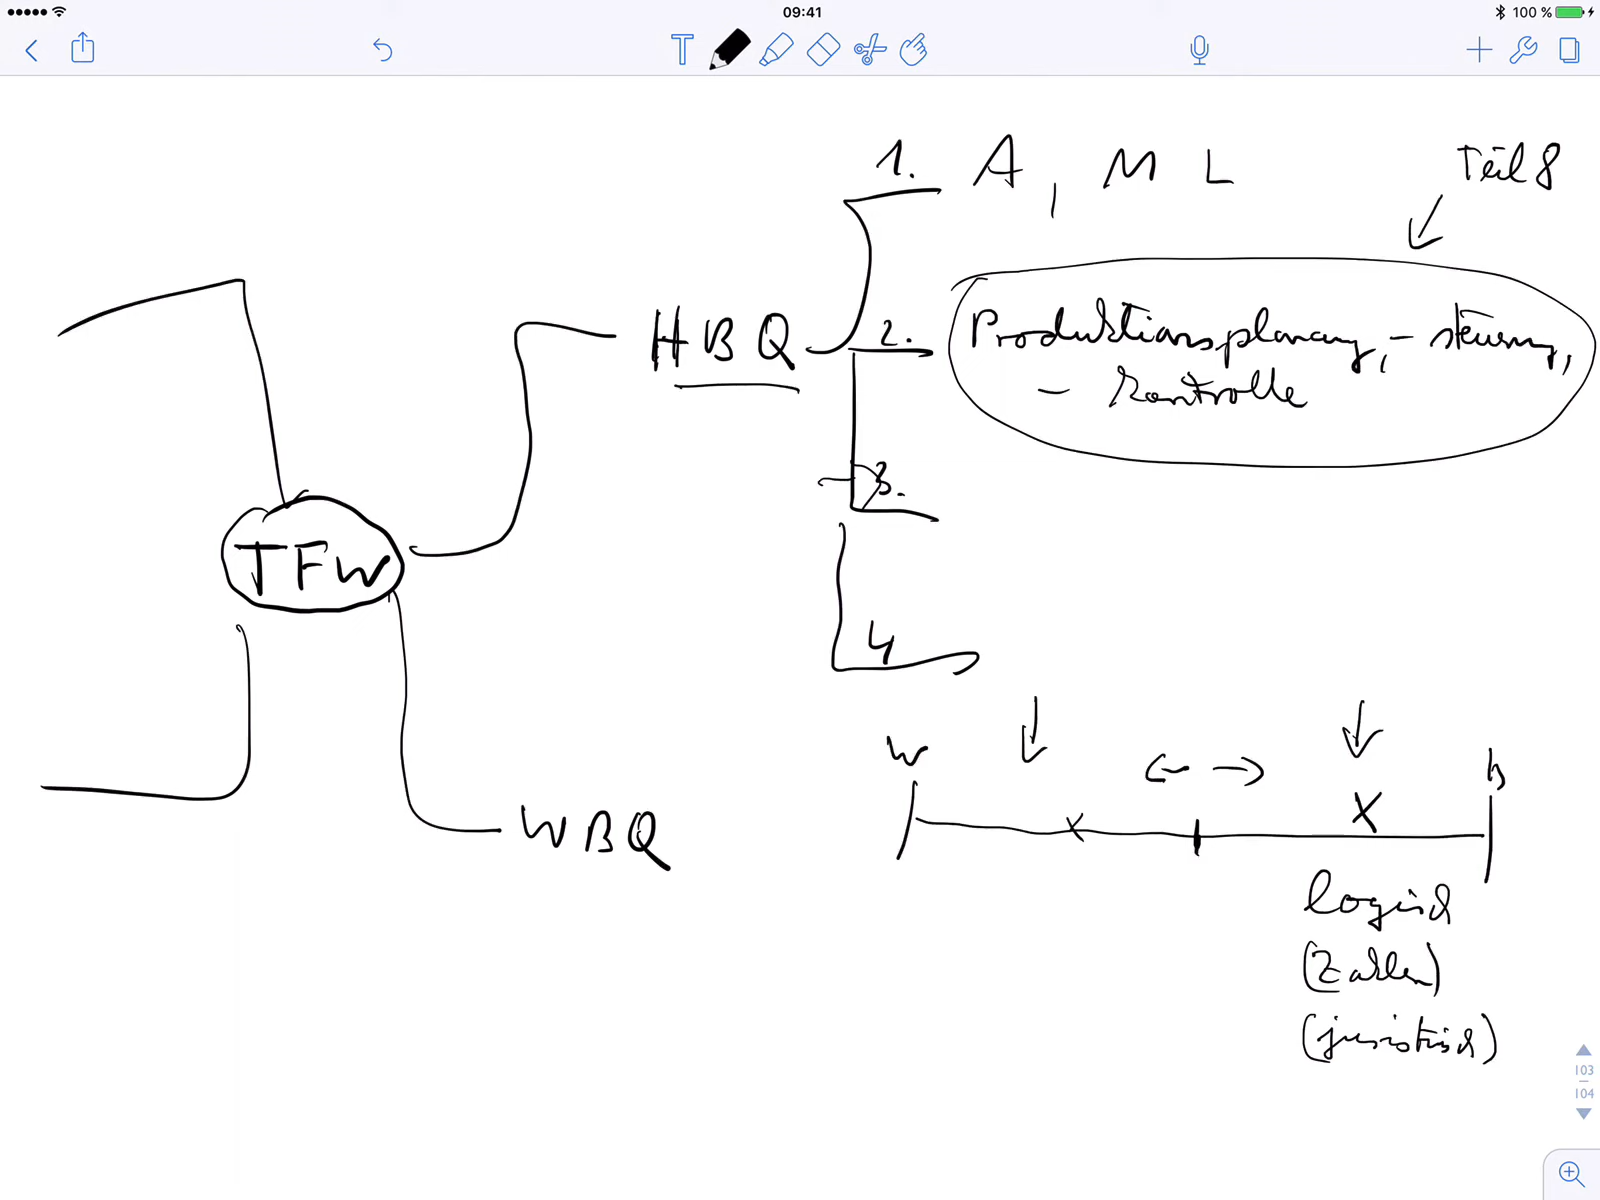 09:41
100 %
T
1. A, M L
Teil 8
HBQ
2. Produktionsplanung, - steuerung,
- Kontrolle
3.
TFW
4
W
h
WBQ
logisch
(Zahlen)
(juristisch)
103
104